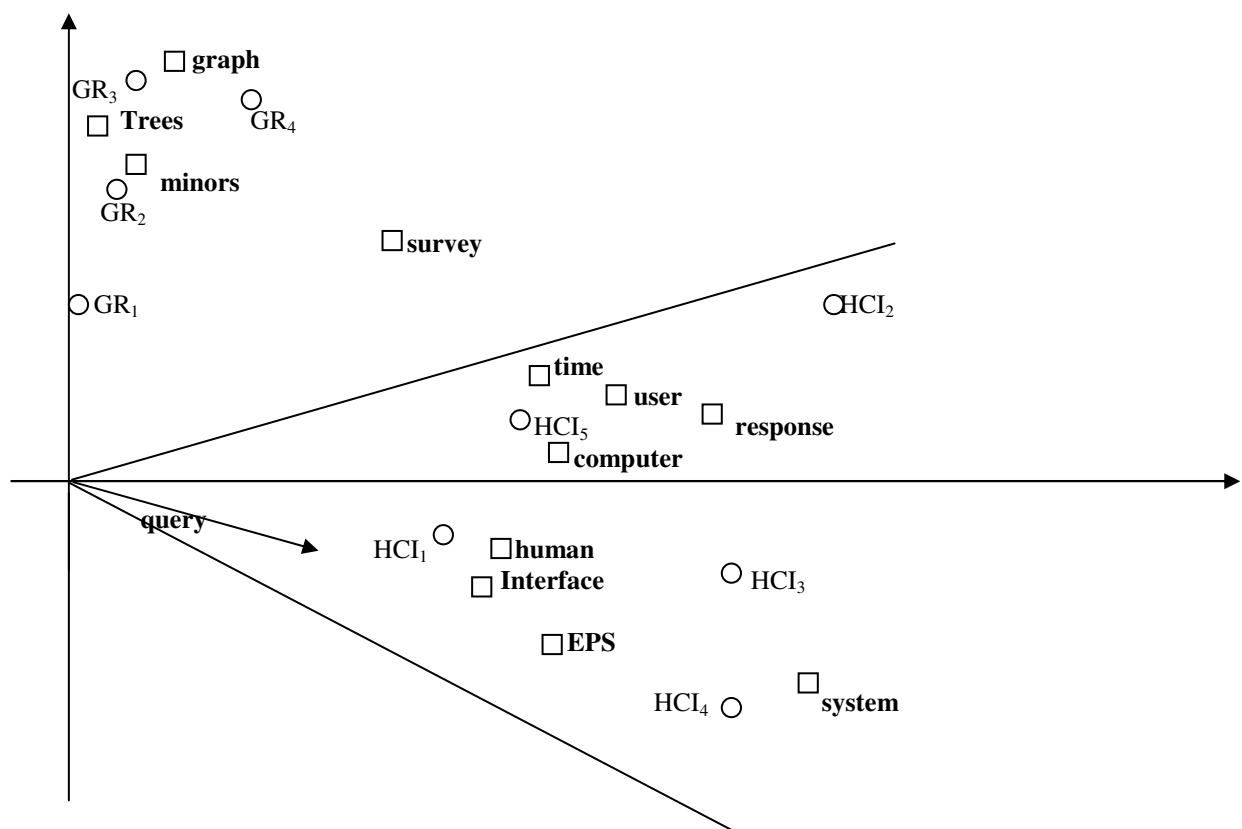 graph
GR₃
Trees
GR₄
minors
GR₂
survey
GR₁
HCI₂
time
user
HCI₅
response
computer
query
HCI₁
human
Interface
HCI₃
EPS
HCI₄
system